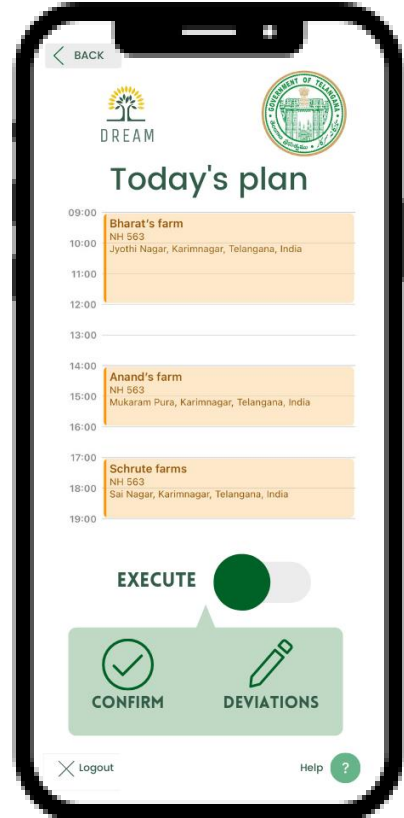 BACK
DREAM
GOVERNMENT OF TELANGANA
Today's plan
09:00
Bharat's farm
NH 563
10:00
Jyothi Nagar, Karimnagar, Telangana, India
11:00
12:00
13:00
14:00
Anand's farm
NH 563
15:00
Mukaram Pura, Karimnagar, Telangana, India
16:00
17:00
Schrute farms
NH 563
18:00
Sai Nagar, Karimnagar, Telangana, India
19:00
EXECUTE
CONFIRM
DEVIATIONS
Logout
Help
?